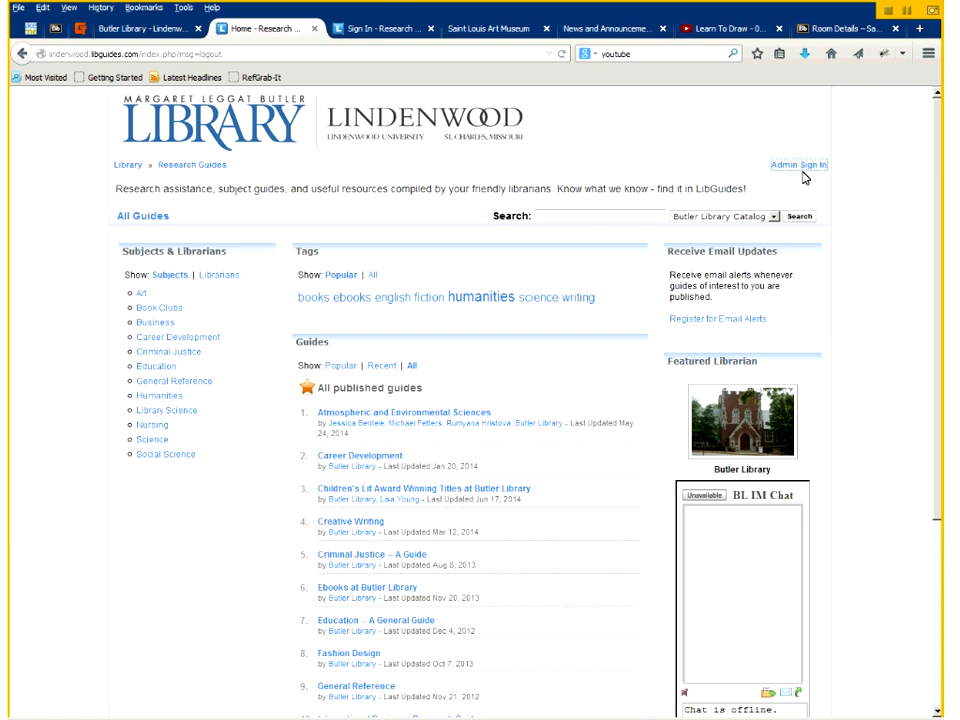 File Edit View History Bookmarks Tools Help
Butler Library - Lindenw... × Home - Research ... × Sign In - Research ... × Saint Louis Art Museum × News and Announceme... × Learn To Draw - 0... × Room Details -- Sa... × +
lindenwood.libguides.com/index.php?msg=logout youtube
Most Visited Getting Started Latest Headlines RefGrab-It
MARGARET LEGGAT BUTLER
LIBRARY
LINDENWOOD
LINDENWOOD UNIVERSITY ST. CHARLES, MISSOURI
Library » Research Guides Admin Sign In
Research assistance, subject guides, and useful resources compiled by your friendly librarians. Know what we know - find it in LibGuides!
All Guides Search: Butler Library Catalog Search
Subjects & Librarians
Show: Subjects | Librarians
Art
Book Clubs
Business
Career Development
Criminal Justice
Education
General Reference
Humanities
Library Science
Nursing
Science
Social Science
Tags
Show: Popular | All
books ebooks english fiction humanities science writing
Guides
Show: Popular | Recent | All
All published guides
1. Atmospheric and Environmental Sciences
by Jessica Bentele, Michael Fetters, Rumyana Hristova, Butler Library - Last Updated May
24, 2014
2. Career Development
by Butler Library - Last Updated Jan 20, 2014
3. Children's Lit Award Winning Titles at Butler Library
by Butler Library, Lisa Young - Last Updated Jun 17, 2014
4. Creative Writing
by Butler Library - Last Updated Mar 12, 2014
5. Criminal Justice -- A Guide
by Butler Library - Last Updated Aug 8, 2013
6. Ebooks at Butler Library
by Butler Library - Last Updated Nov 20, 2013
7. Education -- A General Guide
by Butler Library - Last Updated Dec 4, 2012
8. Fashion Design
by Butler Library - Last Updated Oct 7, 2013
9. General Reference
by Butler Library - Last Updated Nov 21, 2012
Receive Email Updates
Receive email alerts whenever
guides of interest to you are
published.
Register for Email Alerts
Featured Librarian
Butler Library
Unavailable BL IM Chat
Chat is offline.